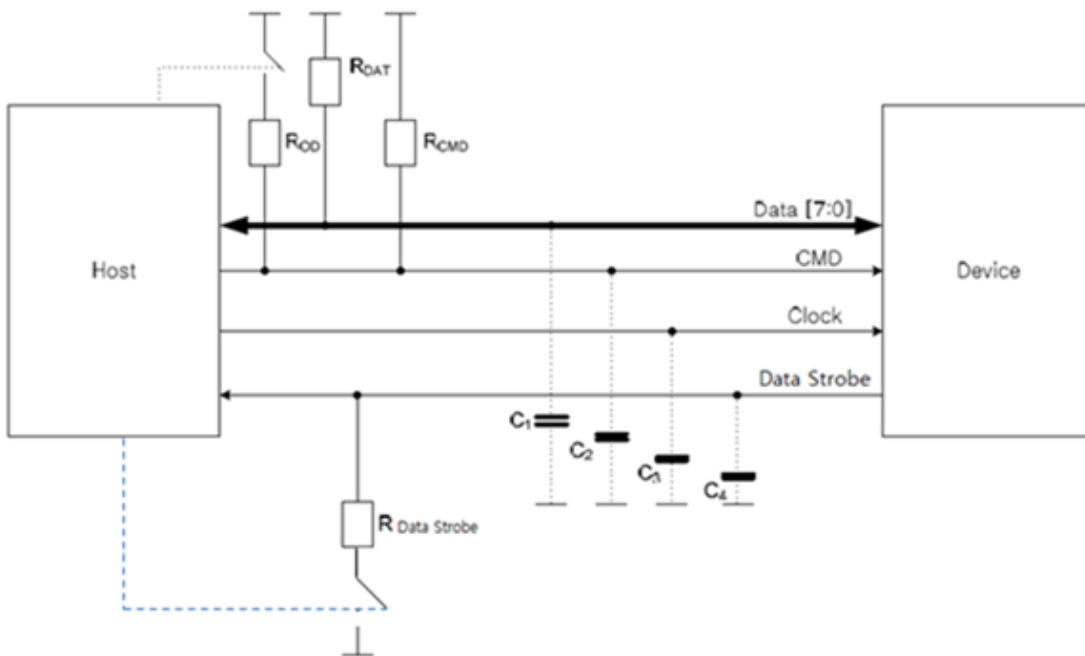 R_DAT
R_OD
R_CMD
Data [7:0]
Host
CMD
Device
Clock
Data Strobe
C1
C2
C3
C4
R Data Strobe